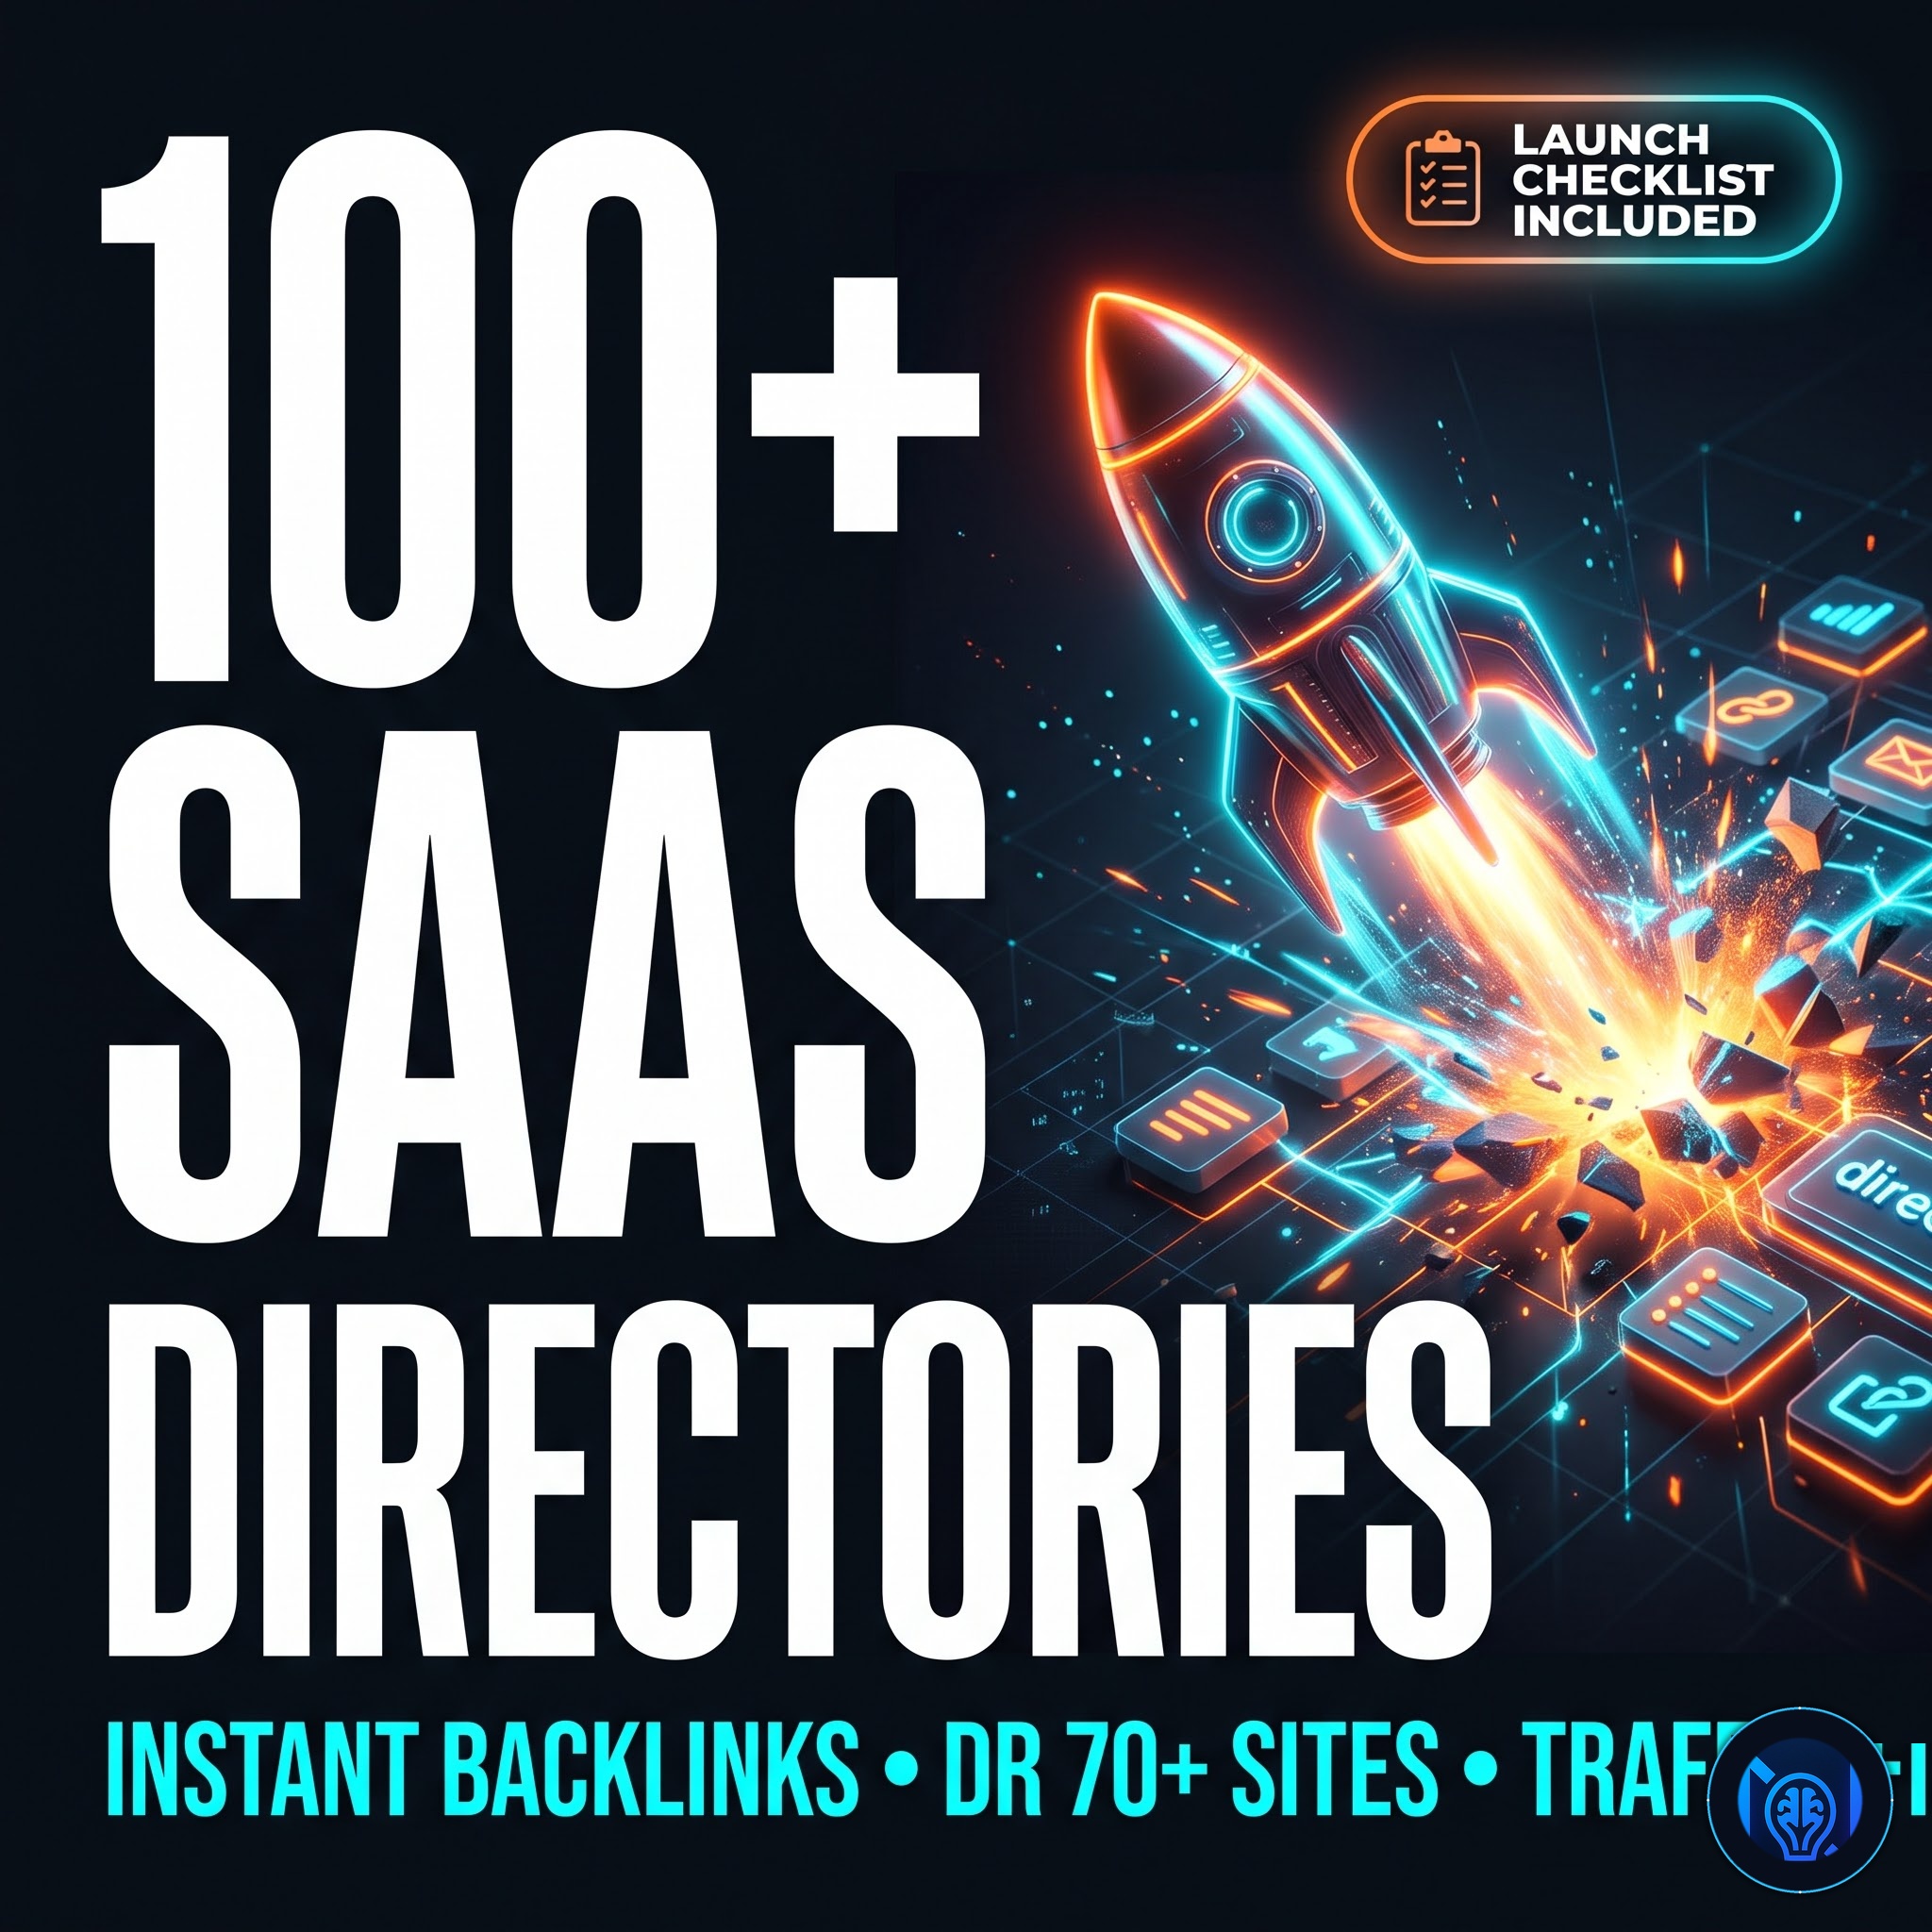 LAUNCH
CHECKLIST
INCLUDED
100+
SAAS
DIRECTORIES
INSTANT BACKLINKS • DR 70+ SITES •